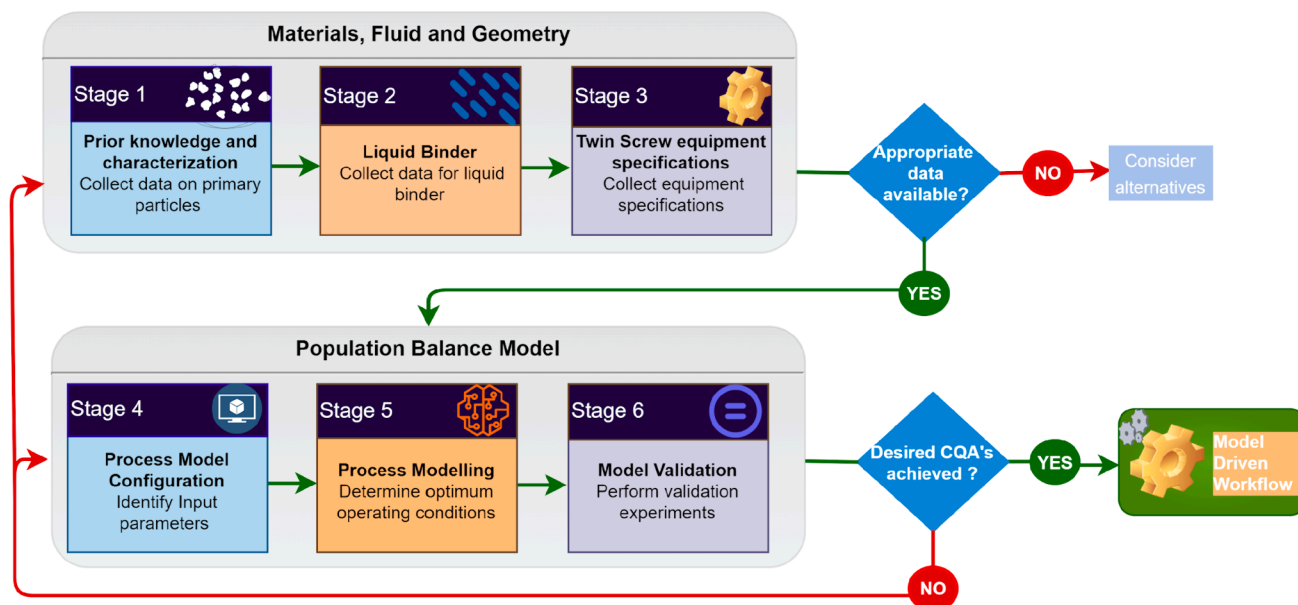 Materials, Fluid and Geometry
Stage 1
Prior knowledge and
characterization
Collect data on primary
particles
Stage 2
Liquid Binder
Collect data for liquid
binder
Stage 3
Twin Screw equipment
specifications
Collect equipment
specifications
Appropriate
data
available?
NO
Consider
alternatives
YES
Population Balance Model
Stage 4
Process Model
Configuration
Identify Input
parameters
Stage 5
Process Modelling
Determine optimum
operating conditions
Stage 6
Model Validation
Perform validation
experiments
Desired CQA's
achieved ?
YES
Model
Driven
Workflow
NO